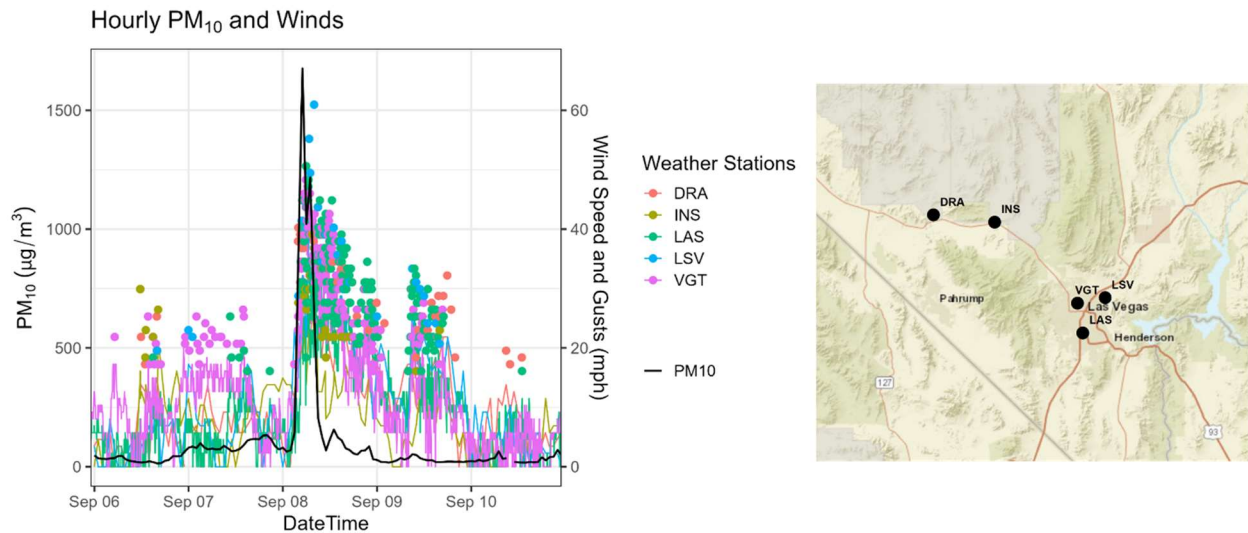 Hourly PM₁₀ and Winds
PM₁₀ (µg/m³)
1500
1000
500
0
60
40
20
0
Wind Speed and Gusts (mph)
Sep 06 Sep 07 Sep 08 Sep 09 Sep 10
DateTime
Weather Stations
DRA
INS
LAS
LSV
VGT
PM10
DRA
INS
VGT
LSV
Las Vegas
LAS
Pahrump
Henderson
127
93